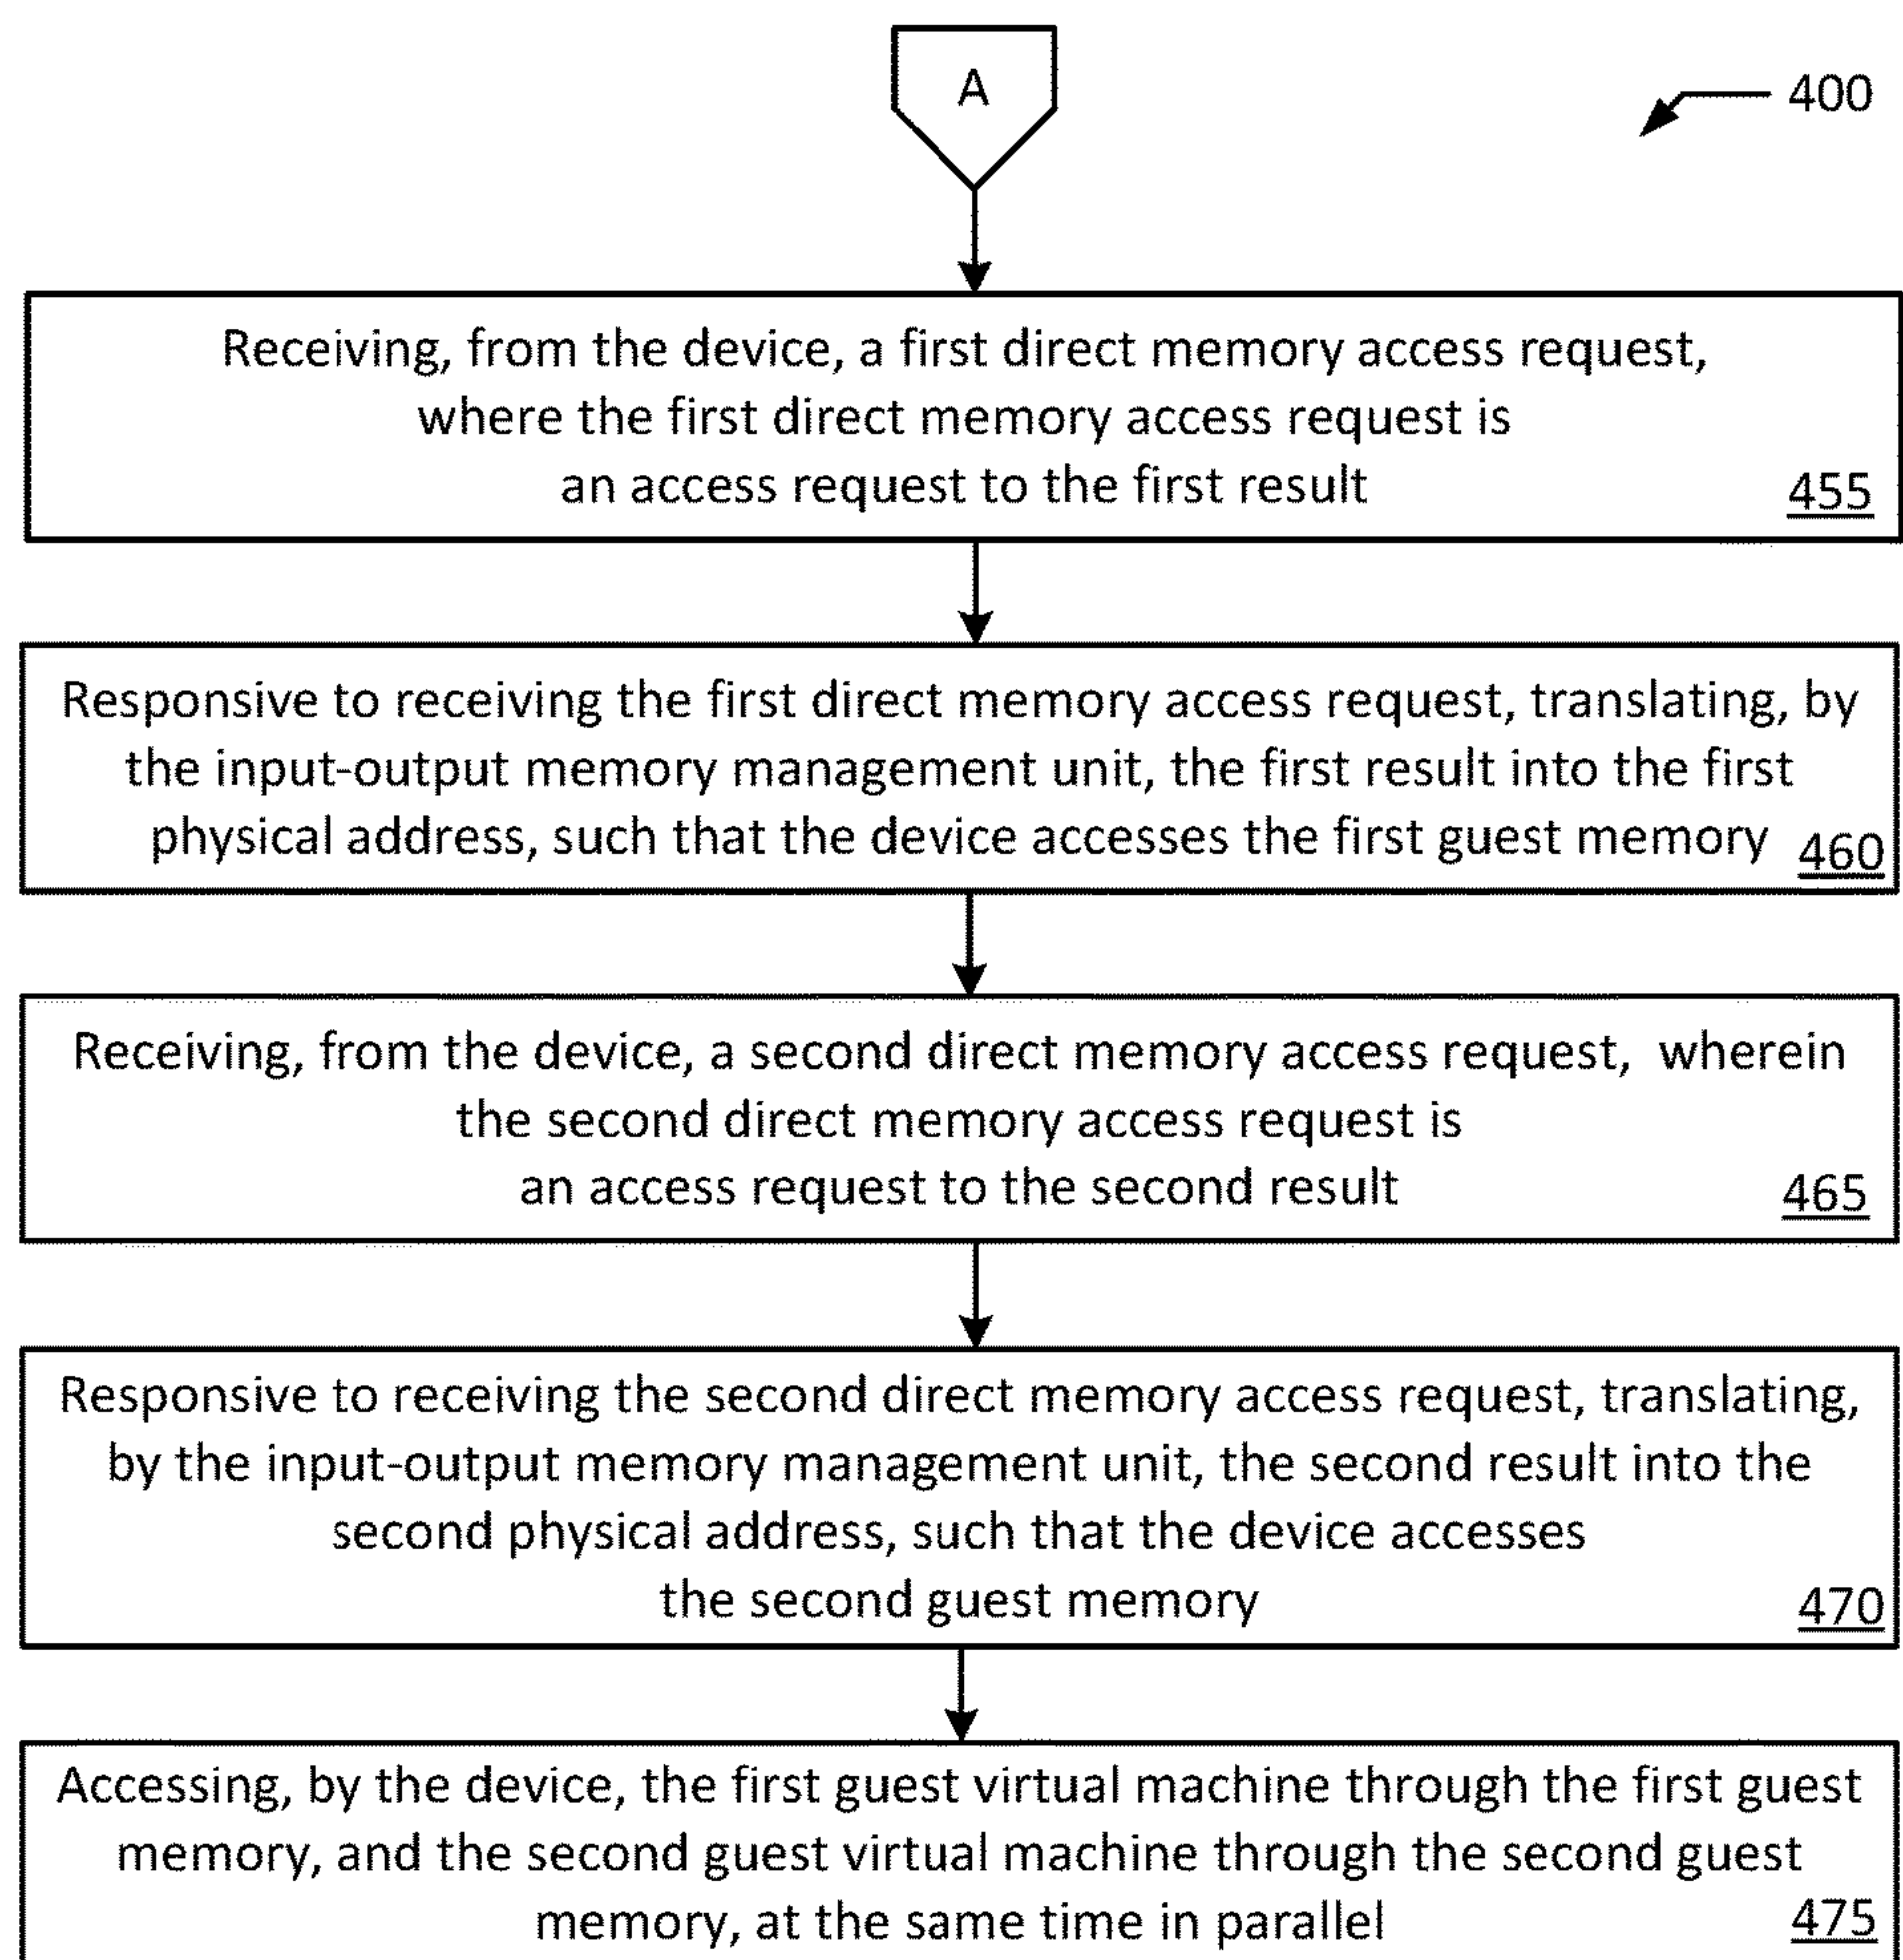 A
400
Receiving, from the device, a first direct memory access request,
where the first direct memory access request is
an access request to the first result
455
Responsive to receiving the first direct memory access request, translating, by
the input-output memory management unit, the first result into the first
physical address, such that the device accesses the first guest memory
460
Receiving, from the device, a second direct memory access request, wherein
the second direct memory access request is
an access request to the second result
465
Responsive to receiving the second direct memory access request, translating,
by the input-output memory management unit, the second result into the
second physical address, such that the device accesses
the second guest memory
470
Accessing, by the device, the first guest virtual machine through the first guest
memory, and the second guest virtual machine through the second guest
memory, at the same time in parallel
475